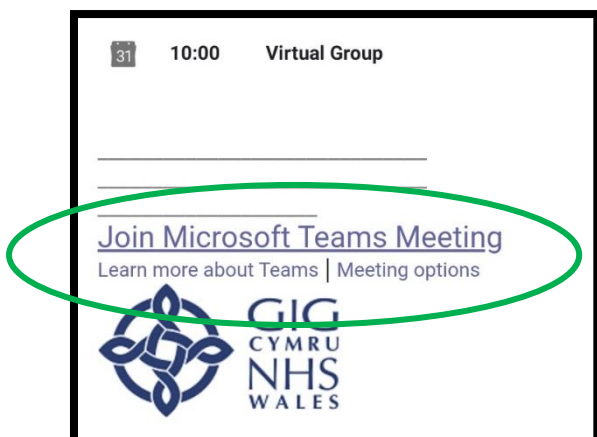 31 10:00 Virtual Group
Join Microsoft Teams Meeting
Learn more about Teams | Meeting options
GIG
CYMRU
NHS
WALES